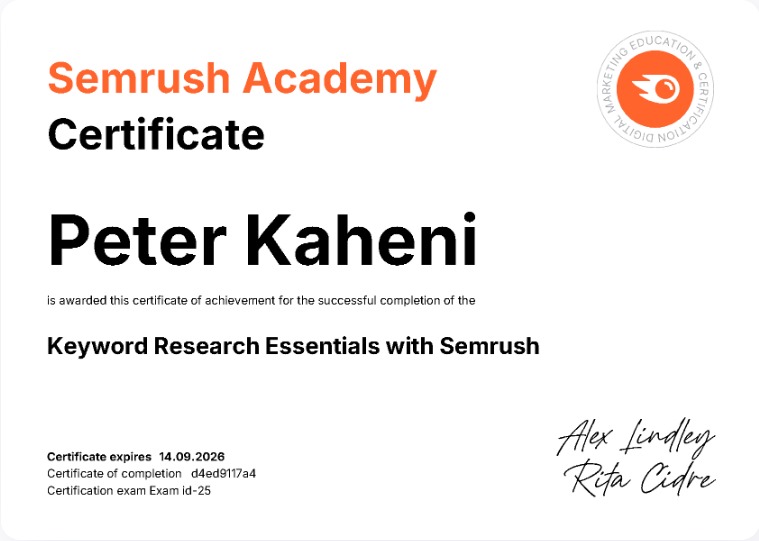 Semrush Academy
Certificate
DIGITAL MARKETING EDUCATION & CERTIFICATION
Peter Kaheni
is awarded this certificate of achievement for the successful completion of the
Keyword Research Essentials with Semrush
Alex Lindley
Rita Cidre
Certificate expires 14.09.2026
Certificate of completion d4ed9117a4
Certification exam Exam id-25